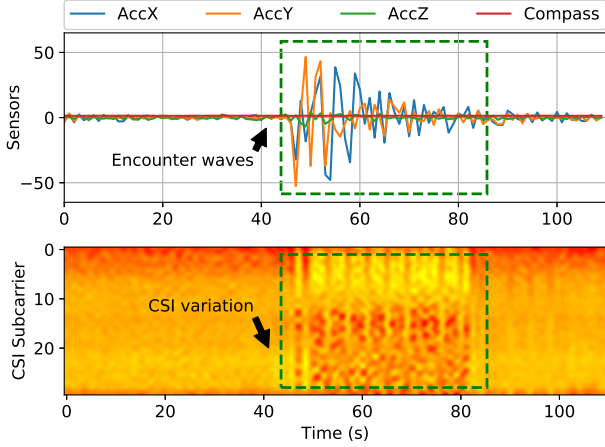 AccX AccY AccZ Compass
50
0
−50
Sensors
Encounter waves
0 20 40 60 80 100
0
10
20
CSI Subcarrier
CSI variation
0 20 40 60 80 100
Time (s)